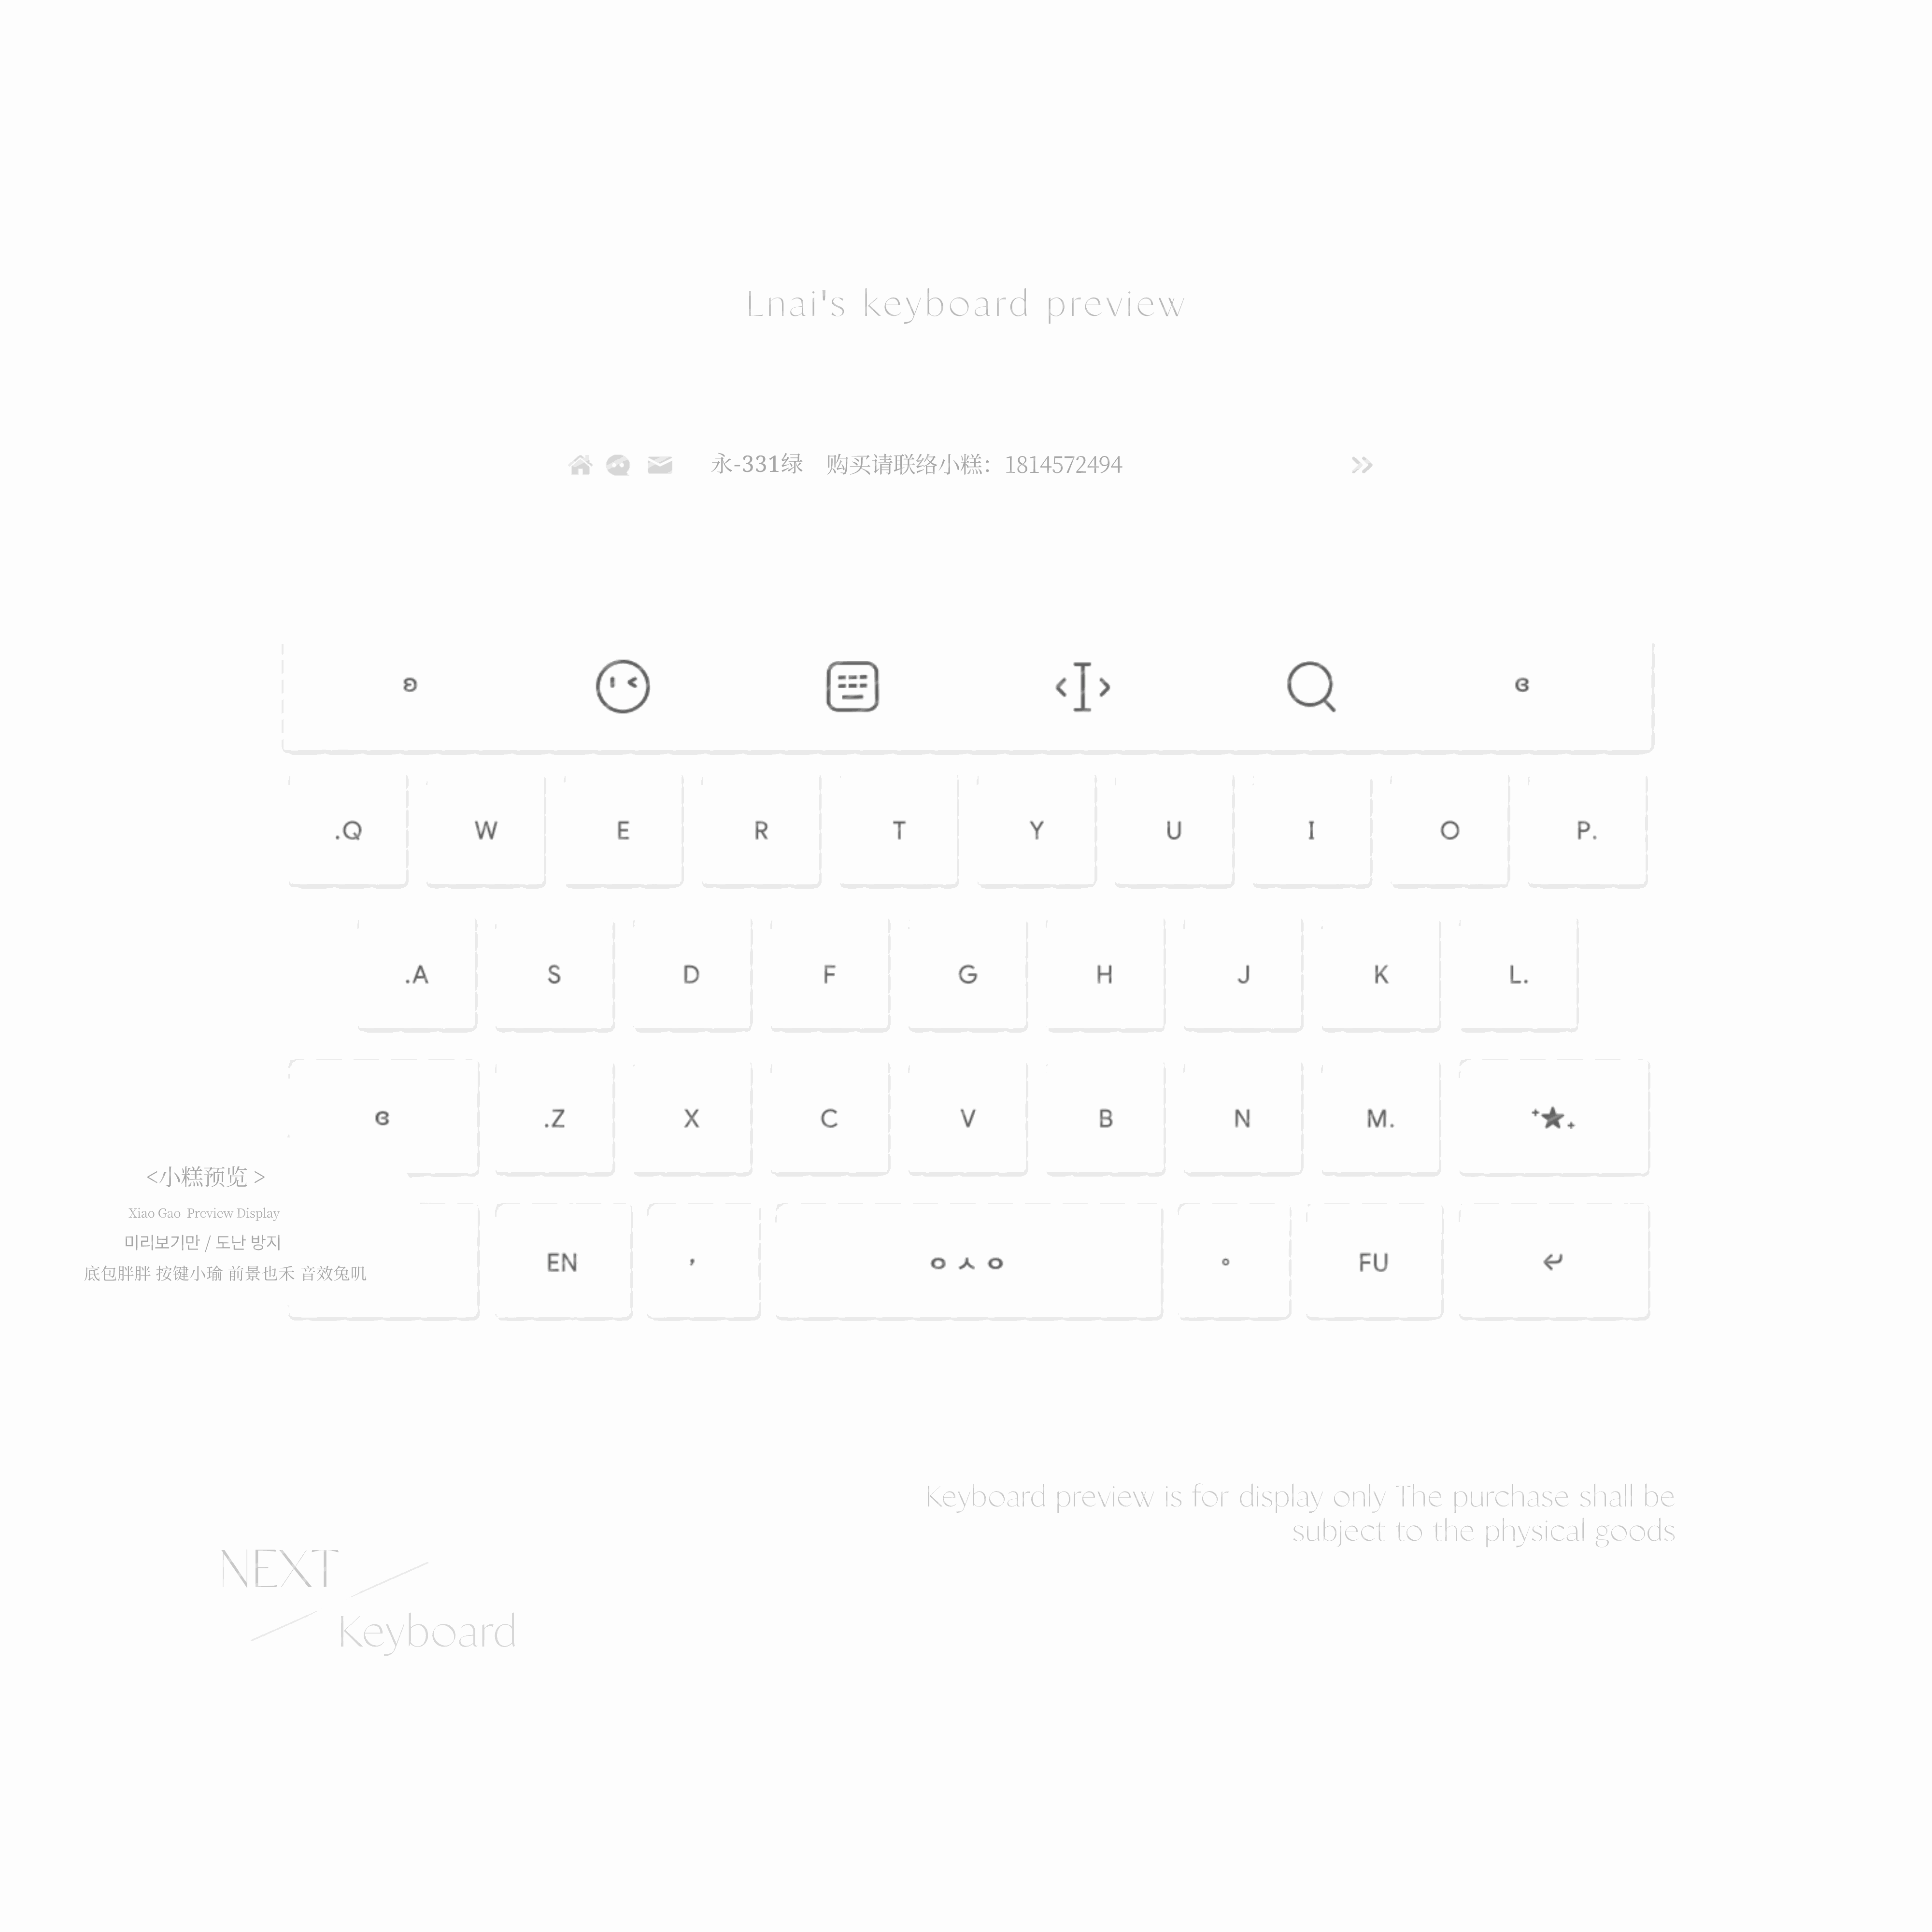 Lnai's keyboard preview
永-331绿 购买请联络小糕：1814572494
ʚ ɞ
.Q W E R T Y U I O P.
.A S D F G H J K L.
ɞ .Z X C V B N M.
<小糕预览 >
Xiao Gao Preview Display
미리보기만 / 도난 방지
底包胖胖 按键小瑜 前景也禾 音效兔叽
EN , ㅇㅅㅇ ° FU
Keyboard preview is for display only The purchase shall be
subject to the physical goods
NEXT
Keyboard